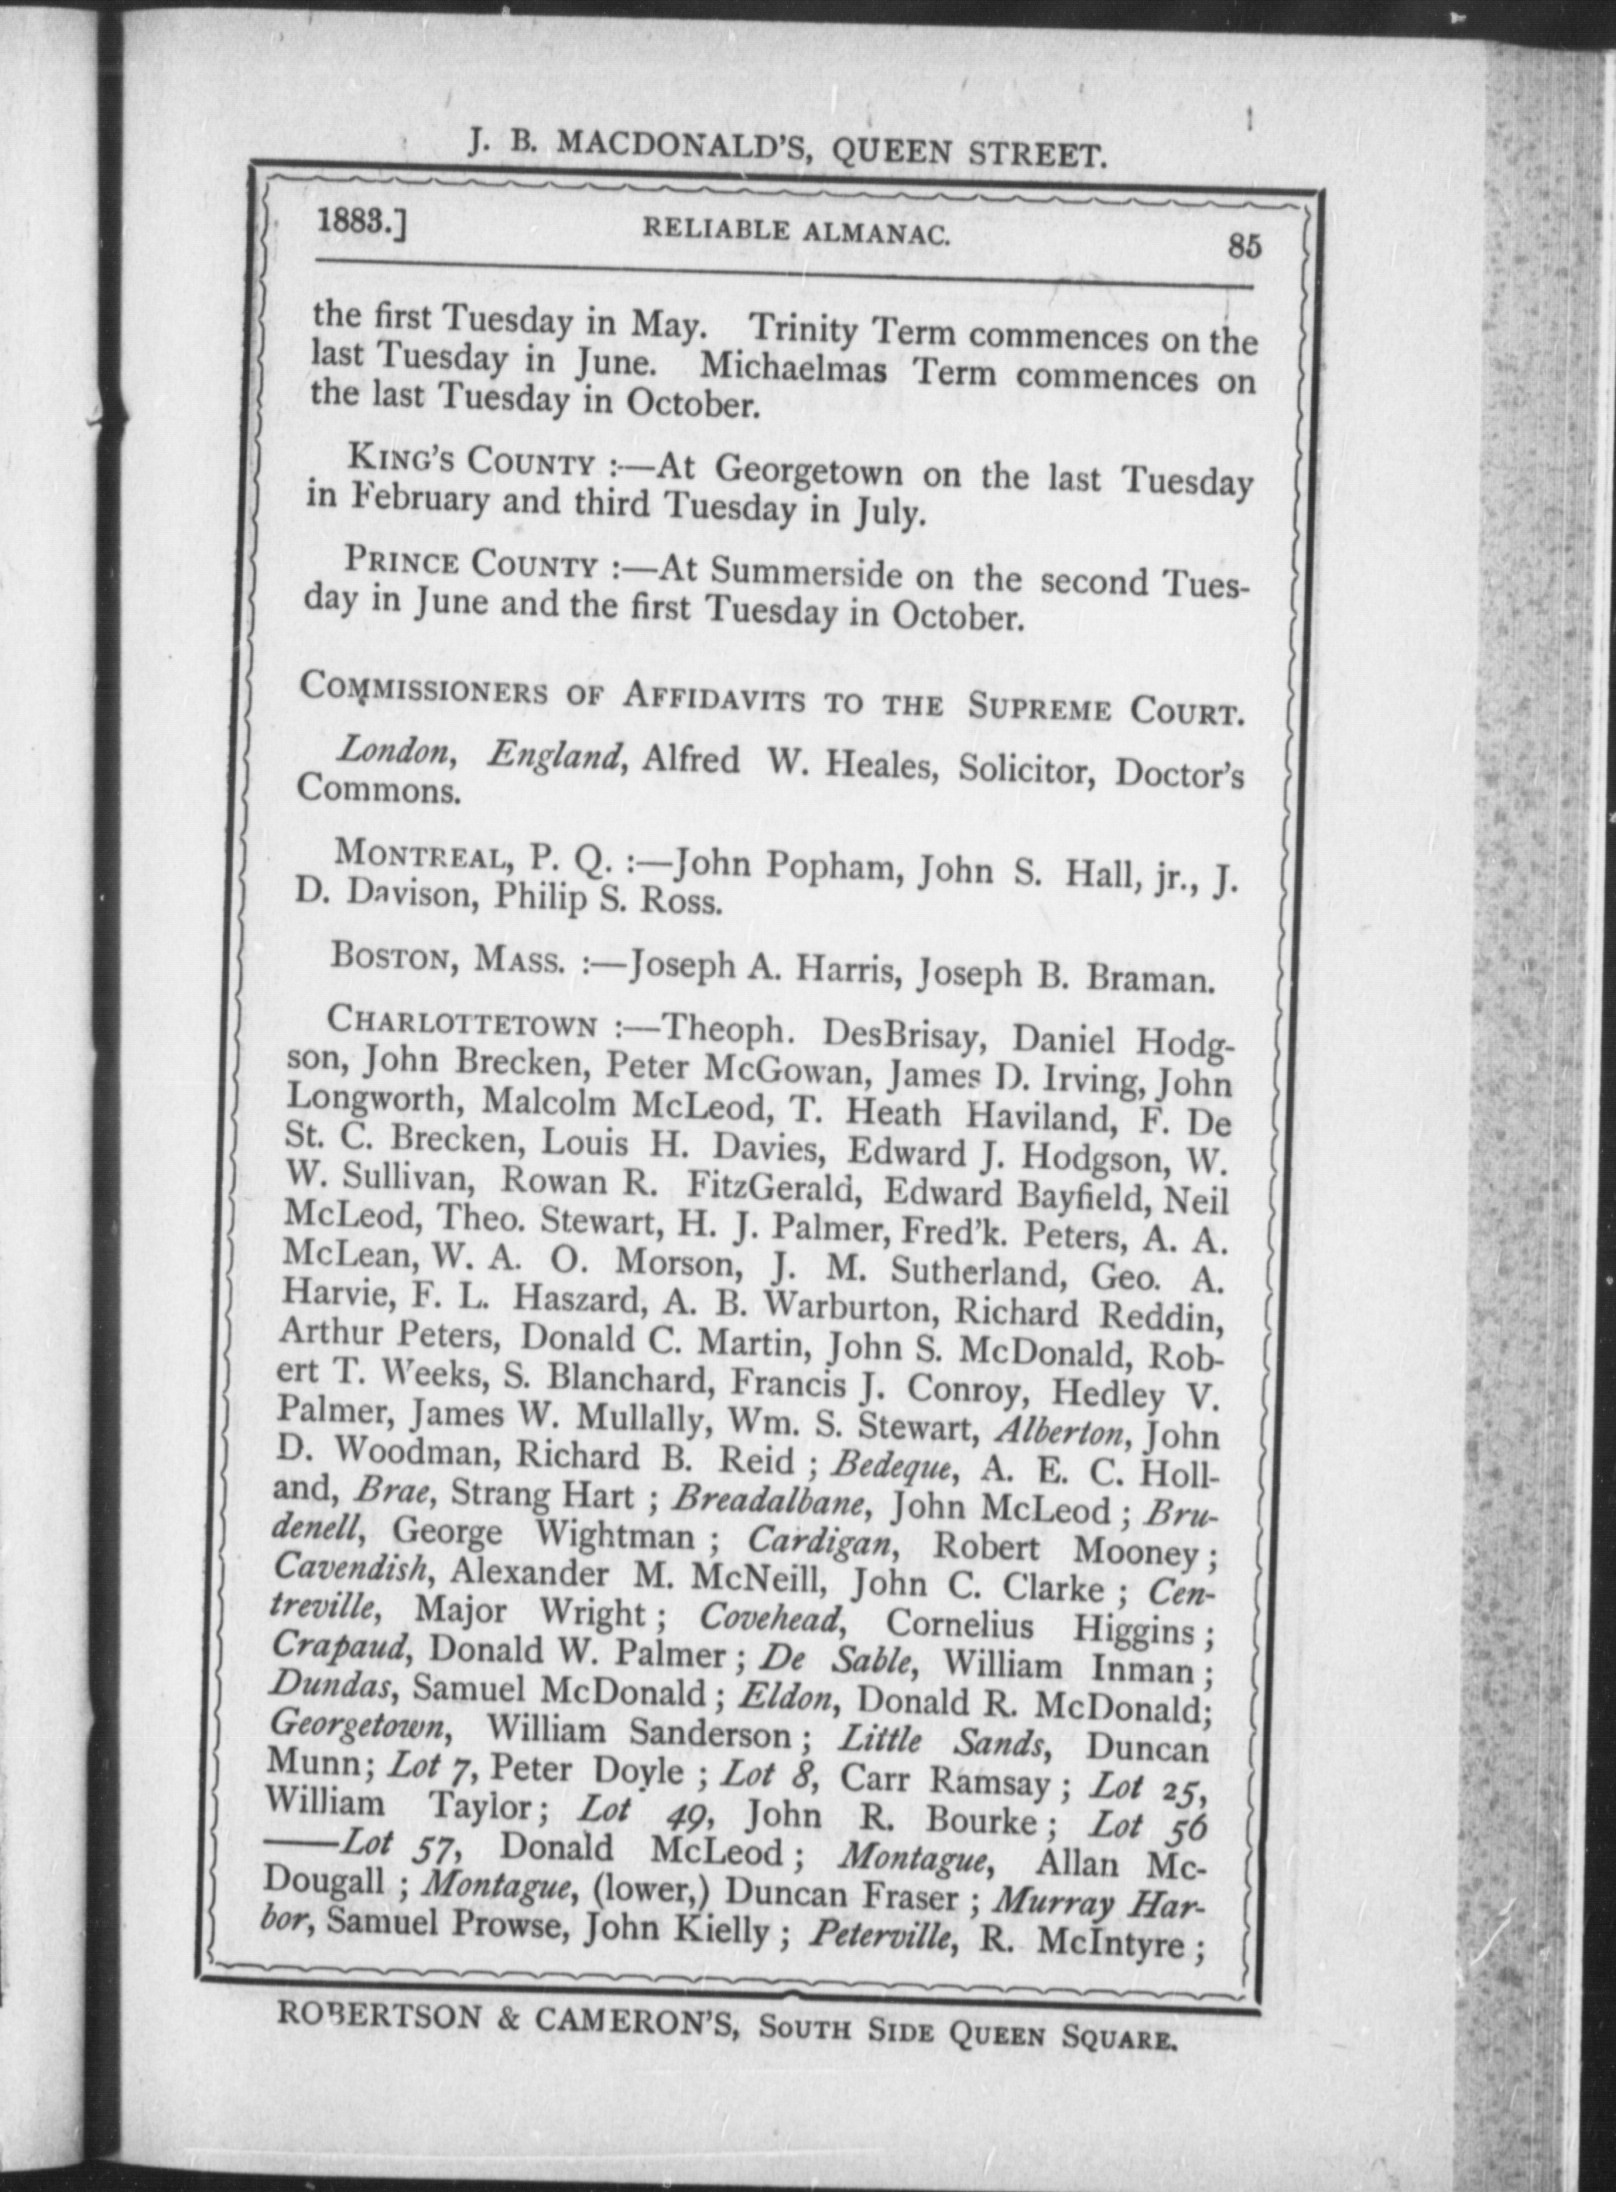 J. B. MACDONALD'S, QUEEN STREET.
1883.] RELIABLE ALMANAC. 85
the first Tuesday in May. Trinity Term commences on the
last Tuesday in June. Michaelmas Term commences on
the last Tuesday in October.
KING'S COUNTY :—At Georgetown on the last Tuesday
in February and third Tuesday in July.
PRINCE COUNTY :—At Summerside on the second Tues-
day in June and the first Tuesday in October.
COMMISSIONERS OF AFFIDAVITS TO THE SUPREME COURT.
London, England, Alfred W. Heales, Solicitor, Doctor's
Commons.
MONTREAL, P. Q. :—John Popham, John S. Hall, jr., J.
D. Davison, Philip S. Ross.
BOSTON, MASS. :—Joseph A. Harris, Joseph B. Braman.
CHARLOTTETOWN :—Theoph. DesBrisay, Daniel Hodg-
son, John Brecken, Peter McGowan, James D. Irving, John
Longworth, Malcolm McLeod, T. Heath Haviland, F. De
St. C. Brecken, Louis H. Davies, Edward J. Hodgson, W.
W. Sullivan, Rowan R. FitzGerald, Edward Bayfield, Neil
McLeod, Theo. Stewart, H. J. Palmer, Fred'k. Peters, A. A.
McLean, W. A. O. Morson, J. M. Sutherland, Geo. A.
Harvie, F. L. Haszard, A. B. Warburton, Richard Reddin,
Arthur Peters, Donald C. Martin, John S. McDonald, Rob-
ert T. Weeks, S. Blanchard, Francis J. Conroy, Hedley V.
Palmer, James W. Mullally, Wm. S. Stewart, Alberton, John
D. Woodman, Richard B. Reid ; Bedeque, A. E. C. Holl-
and, Brae, Strang Hart ; Breadalbane, John McLeod ; Bru-
denell, George Wightman ; Cardigan, Robert Mooney ;
Cavendish, Alexander M. McNeill, John C. Clarke ; Cen-
treville, Major Wright ; Covehead, Cornelius Higgins ;
Crapaud, Donald W. Palmer ; De Sable, William Inman ;
Dundas, Samuel McDonald ; Eldon, Donald R. McDonald;
Georgetown, William Sanderson ; Little Sands, Duncan
Munn; Lot 7, Peter Doyle ; Lot 8, Carr Ramsay ; Lot 25,
William Taylor; Lot 49, John R. Bourke ; Lot 56
——Lot 57, Donald McLeod ; Montague, Allan Mc-
Dougall ; Montague, (lower,) Duncan Fraser ; Murray Har-
bor, Samuel Prowse, John Kielly ; Peterville, R. McIntyre ;
ROBERTSON & CAMERON'S, SOUTH SIDE QUEEN SQUARE.